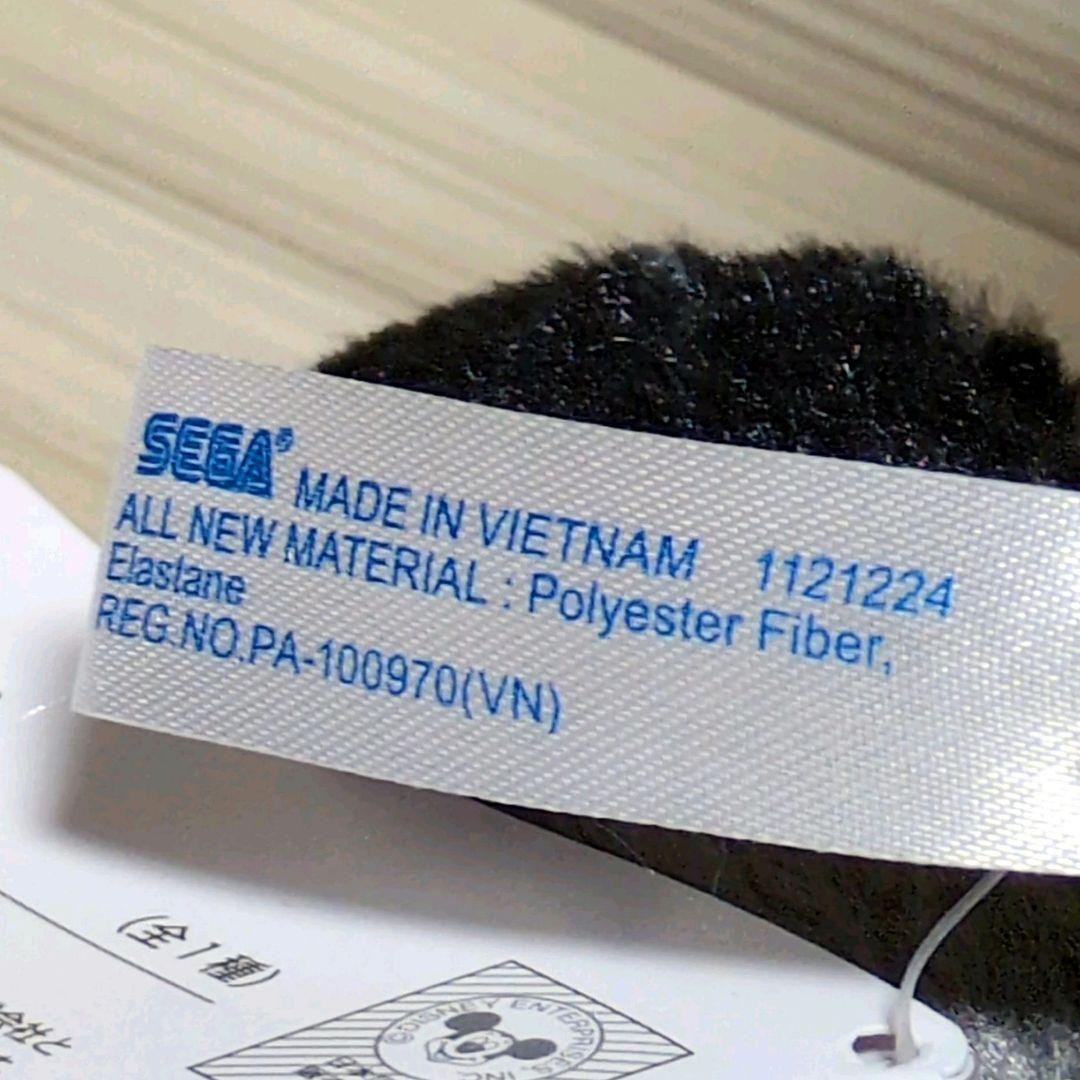 SEGA® MADE IN VIETNAM 1121224
ALL NEW MATERIAL : Polyester Fiber,
Elastane
REG.NO.PA-100970(VN)
(全1種)
©DISNEY ENTERPRISES, INC.